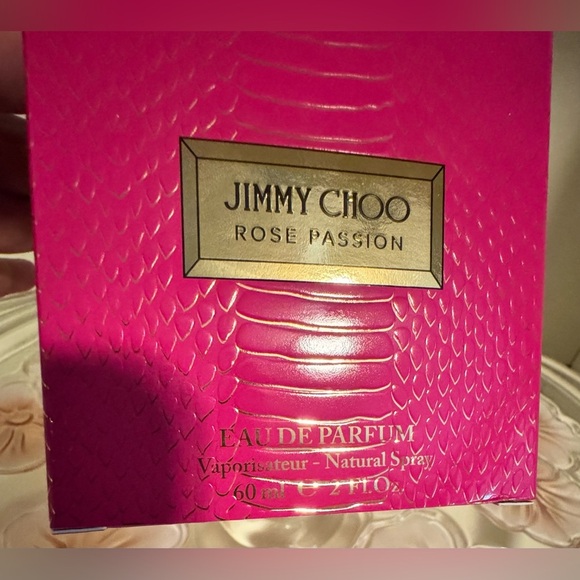 JIMMY CHOO
ROSE PASSION
EAU DE PARFUM
Vaporisateur - Natural Spray
60 ml ℮ 2 Fl.Oz.